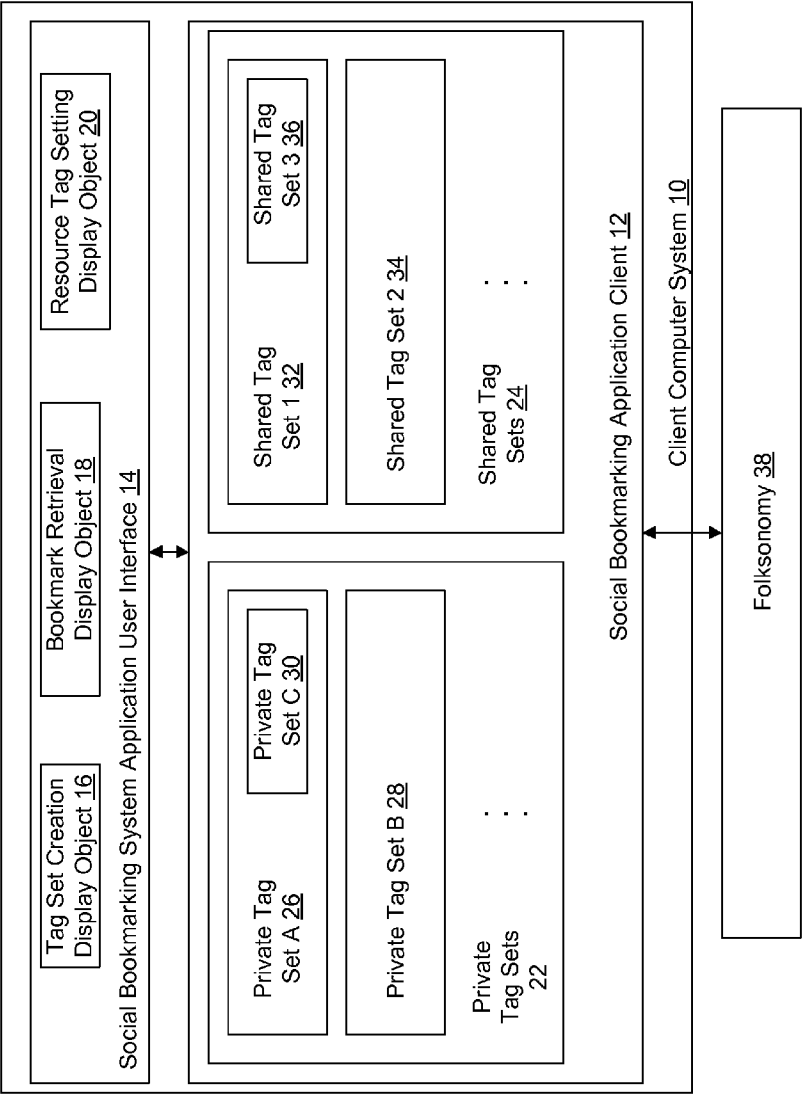 Tag Set Creation
Display Object 16
Bookmark Retrieval
Display Object 18
Resource Tag Setting
Display Object 20
Social Bookmarking System Application User Interface 14
Private Tag
Set A 26
Private Tag
Set C 30
Private Tag Set B 28
Private
Tag Sets
22
. . .
Shared Tag
Set 1 32
Shared Tag
Set 3 36
Shared Tag Set 2 34
Shared Tag
Sets 24
. . .
Social Bookmarking Application Client 12
Client Computer System 10
Folksonomy 38